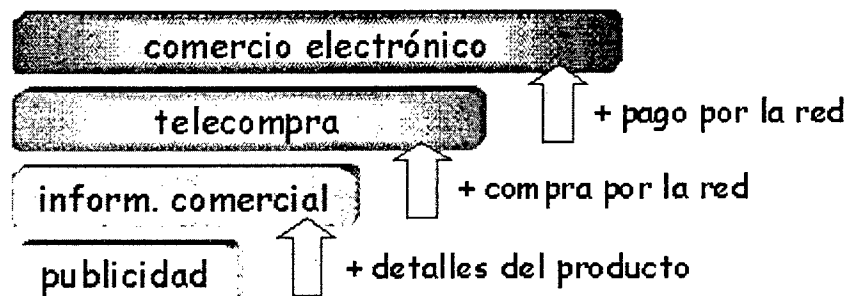 comercio electrónico
+ pago por la red
telecompra
+ compra por la red
inform. comercial
+ detalles del producto
publicidad